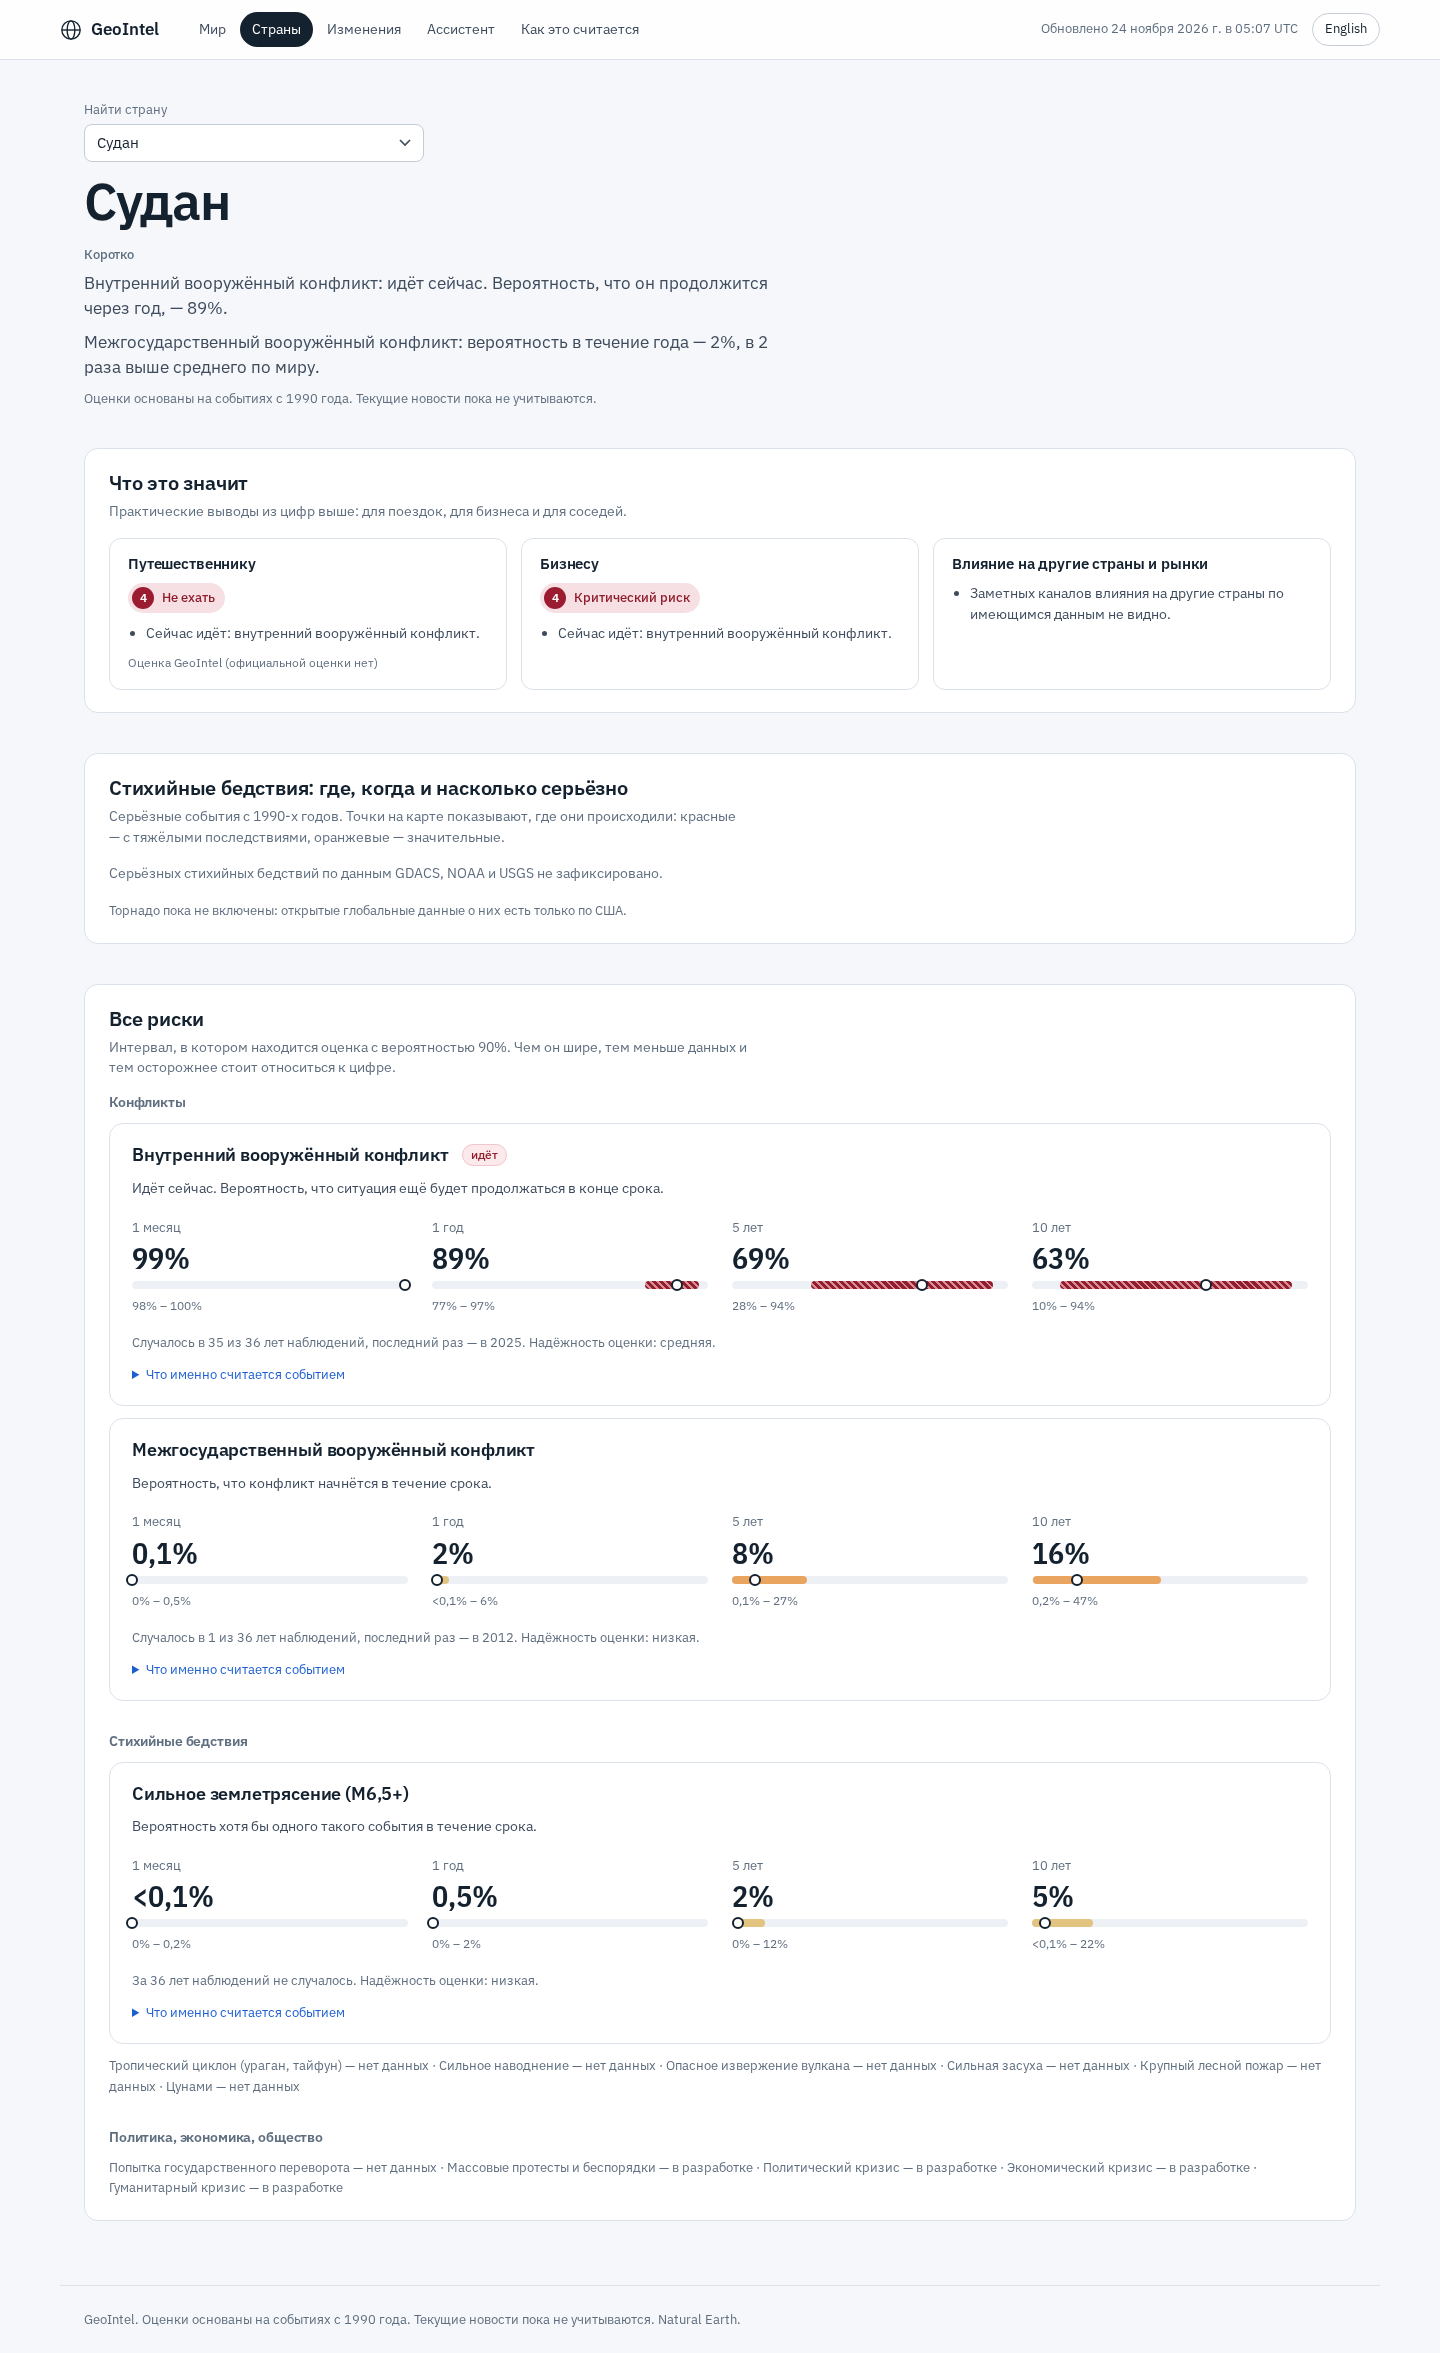 GeoIntel
Мир
Страны
Изменения
Ассистент
Как это считается
Обновлено 24 ноября 2026 г. в 05:07 UTC
English
Найти страну
Судан
Судан
Коротко
Внутренний вооружённый конфликт: идёт сейчас. Вероятность, что он продолжится
через год, — 89%.
Межгосударственный вооружённый конфликт: вероятность в течение года — 2%, в 2
раза выше среднего по миру.
Оценки основаны на событиях с 1990 года. Текущие новости пока не учитываются.
Что это значит
Практические выводы из цифр выше: для поездок, для бизнеса и для соседей.
Путешественнику
4 Не ехать
Сейчас идёт: внутренний вооружённый конфликт.
Оценка GeoIntel (официальной оценки нет)
Бизнесу
4 Критический риск
Сейчас идёт: внутренний вооружённый конфликт.
Влияние на другие страны и рынки
Заметных каналов влияния на другие страны по
имеющимся данным не видно.
Стихийные бедствия: где, когда и насколько серьёзно
Серьёзные события с 1990-х годов. Точки на карте показывают, где они происходили: красные
— с тяжёлыми последствиями, оранжевые — значительные.
Серьёзных стихийных бедствий по данным GDACS, NOAA и USGS не зафиксировано.
Торнадо пока не включены: открытые глобальные данные о них есть только по США.
Все риски
Интервал, в котором находится оценка с вероятностью 90%. Чем он шире, тем меньше данных и
тем осторожнее стоит относиться к цифре.
Конфликты
Внутренний вооружённый конфликт идёт
Идёт сейчас. Вероятность, что ситуация ещё будет продолжаться в конце срока.
1 месяц 1 год 5 лет 10 лет
99% 89% 69% 63%
98% – 100% 77% – 97% 28% – 94% 10% – 94%
Случалось в 35 из 36 лет наблюдений, последний раз — в 2025. Надёжность оценки: средняя.
Что именно считается событием
Межгосударственный вооружённый конфликт
Вероятность, что конфликт начнётся в течение срока.
1 месяц 1 год 5 лет 10 лет
0,1% 2% 8% 16%
0% – 0,5% <0,1% – 6% 0,1% – 27% 0,2% – 47%
Случалось в 1 из 36 лет наблюдений, последний раз — в 2012. Надёжность оценки: низкая.
Что именно считается событием
Стихийные бедствия
Сильное землетрясение (M6,5+)
Вероятность хотя бы одного такого события в течение срока.
1 месяц 1 год 5 лет 10 лет
<0,1% 0,5% 2% 5%
0% – 0,2% 0% – 2% 0% – 12% <0,1% – 22%
За 36 лет наблюдений не случалось. Надёжность оценки: низкая.
Что именно считается событием
Тропический циклон (ураган, тайфун) — нет данных · Сильное наводнение — нет данных · Опасное извержение вулкана — нет данных · Сильная засуха — нет данных · Крупный лесной пожар — нет
данных · Цунами — нет данных
Политика, экономика, общество
Попытка государственного переворота — нет данных · Массовые протесты и беспорядки — в разработке · Политический кризис — в разработке · Экономический кризис — в разработке ·
Гуманитарный кризис — в разработке
GeoIntel. Оценки основаны на событиях с 1990 года. Текущие новости пока не учитываются. Natural Earth.